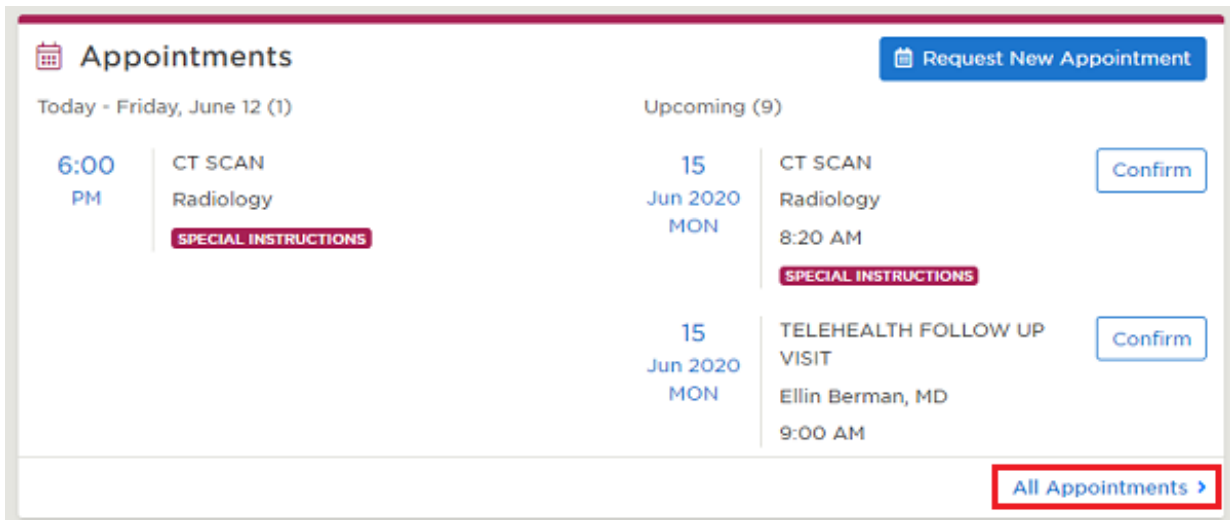 Appointments
Request New Appointment
Today - Friday, June 12 (1)
6:00
PM
CT SCAN
Radiology
SPECIAL INSTRUCTIONS
Upcoming (9)
15
Jun 2020
MON
CT SCAN
Radiology
8:20 AM
SPECIAL INSTRUCTIONS
Confirm
15
Jun 2020
MON
TELEHEALTH FOLLOW UP
VISIT
Ellin Berman, MD
9:00 AM
Confirm
All Appointments >